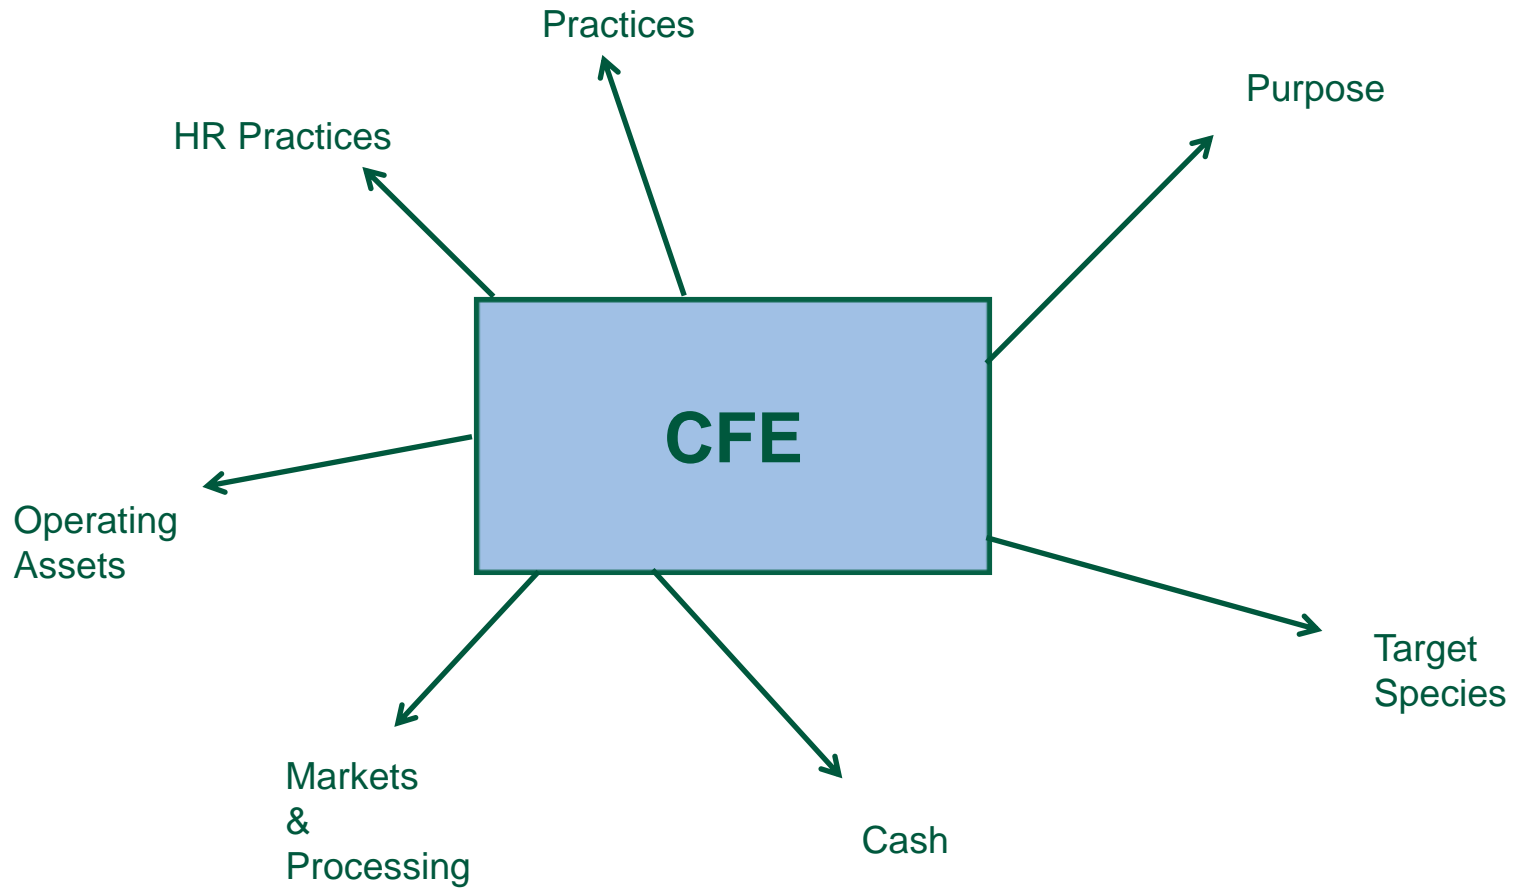 Practices
Purpose
HR Practices
CFE
Operating
Assets
Target
Species
Markets
&
Processing
Cash